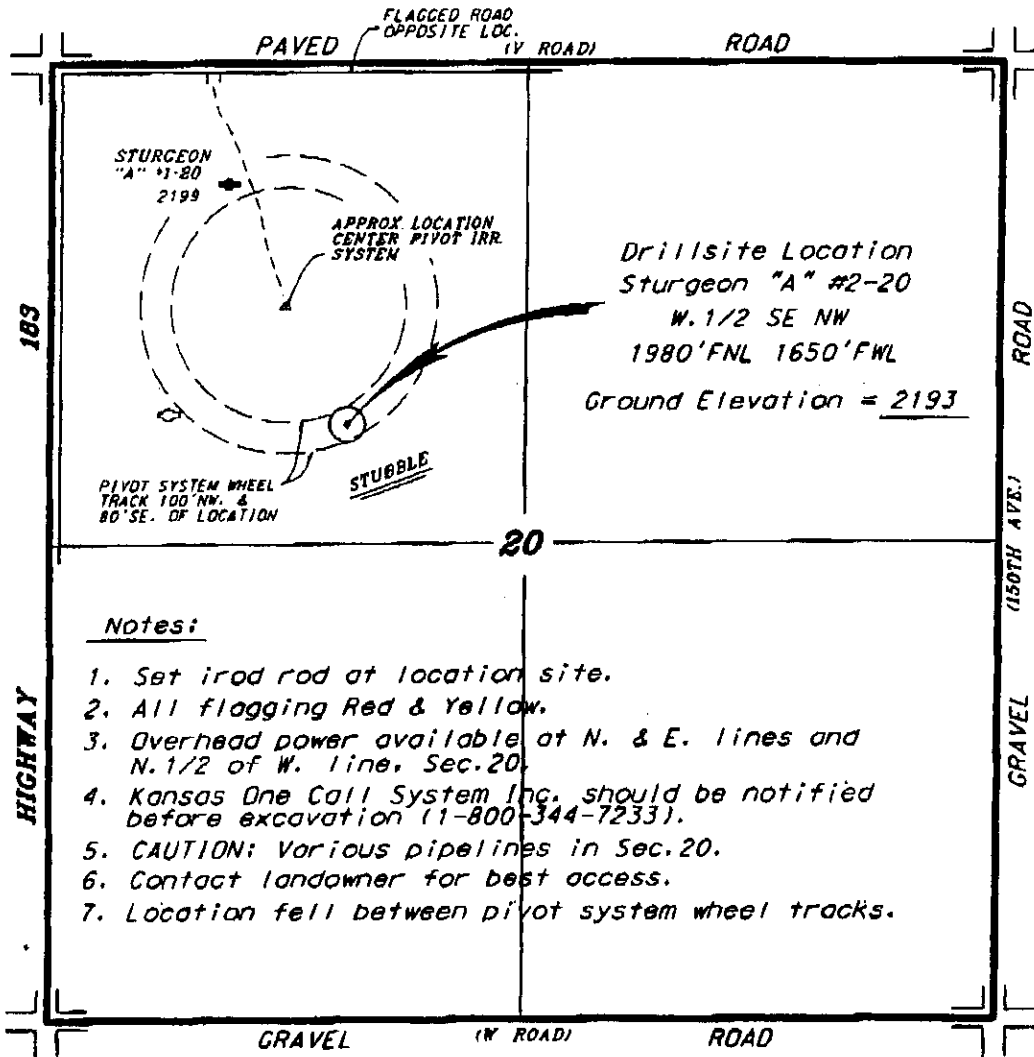 FLAGGED ROAD
OPPOSITE LOC.
PAVED (V ROAD) ROAD
STURGEON
"A" #1-20
2199
APPROX. LOCATION
CENTER PIVOT IRR.
SYSTEM
Drillsite Location
Sturgeon "A" #2-20
W.1/2 SE NW
1980'FNL 1650'FWL
Ground Elevation = 2193
PIVOT SYSTEM WHEEL
TRACK 100'NW. &
80'SE. OF LOCATION
STUBBLE
183
HIGHWAY
ROAD
(150TH AVE.)
GRAVEL
20
Notes:
1. Set irod rod at location site.
2. All flagging Red & Yellow.
3. Overhead power available at N. & E. lines and
N.1/2 of W. line, Sec.20.
4. Kansas One Call System Inc. should be notified
before excavation (1-800-344-7233).
5. CAUTION: Various pipelines in Sec.20.
6. Contact landowner for best access.
7. Location fell between pivot system wheel tracks.
GRAVEL (W ROAD) ROAD